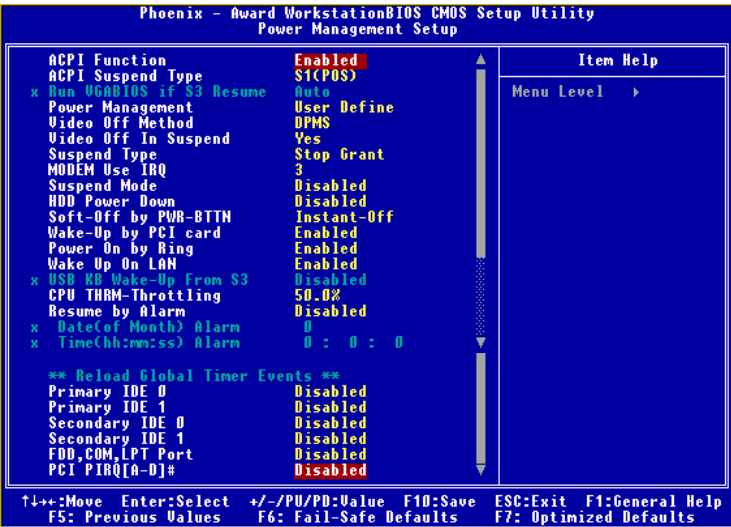 Phoenix - Award WorkstationBIOS CMOS Setup Utility
Power Management Setup
ACPI Function Enabled
ACPI Suspend Type S1(POS)
x Run VGABIOS if S3 Resume Auto
Power Management User Define
Video Off Method DPMS
Video Off In Suspend Yes
Suspend Type Stop Grant
MODEM Use IRQ 3
Suspend Mode Disabled
HDD Power Down Disabled
Soft-Off by PWR-BTTN Instant-Off
Wake-Up by PCI card Enabled
Power On by Ring Enabled
Wake Up On LAN Enabled
x USB KB Wake-Up From S3 Disabled
CPU THRM-Throttling 50.0%
Resume by Alarm Disabled
x Date(of Month) Alarm 0
x Time(hh:mm:ss) Alarm 0 : 0 : 0
** Reload Global Timer Events **
Primary IDE 0 Disabled
Primary IDE 1 Disabled
Secondary IDE 0 Disabled
Secondary IDE 1 Disabled
FDD,COM,LPT Port Disabled
PCI PIRQ[A-D]# Disabled
Item Help
Menu Level
↑↓→←:Move Enter:Select +/-/PU/PD:Value F10:Save ESC:Exit F1:General Help
F5: Previous Values F6: Fail-Safe Defaults F7: Optimized Defaults